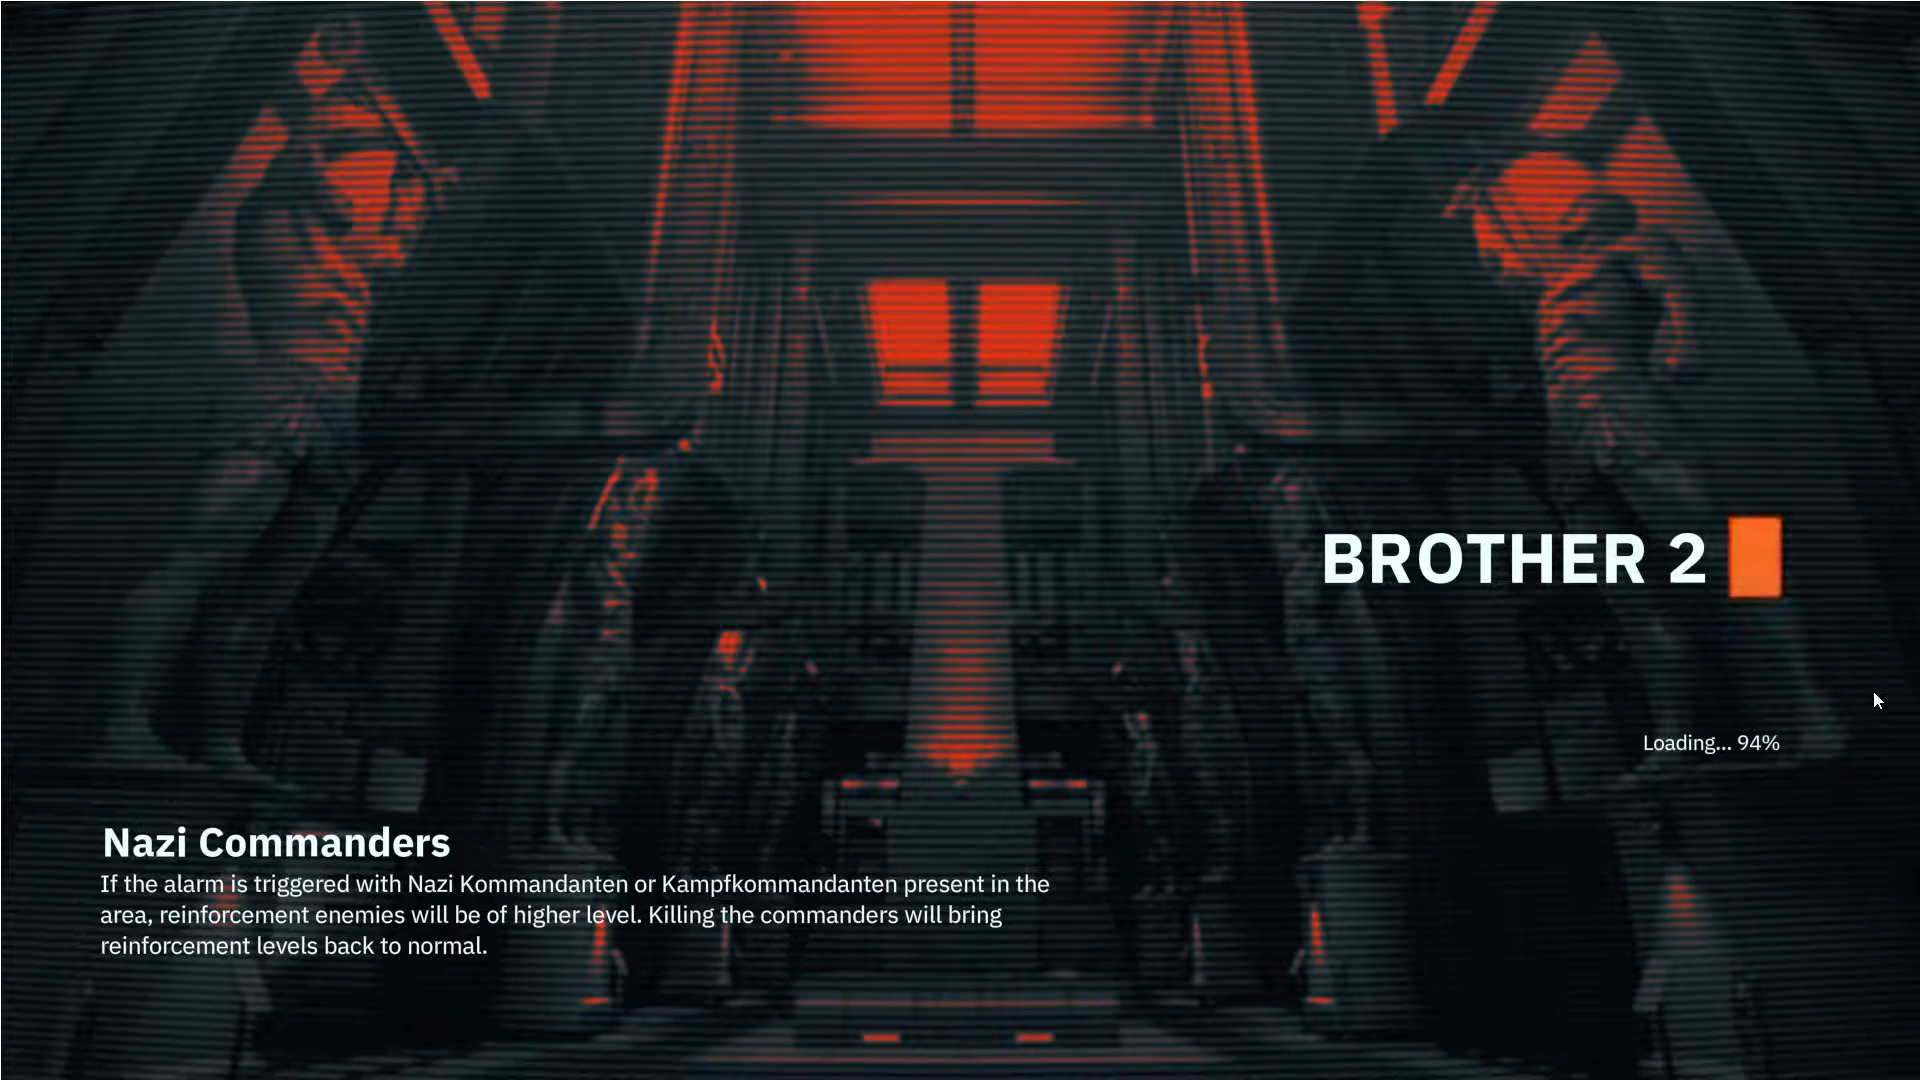 BROTHER 2
Loading... 94%
Nazi Commanders
If the alarm is triggered with Nazi Kommandanten or Kampfkommandanten present in the
area, reinforcement enemies will be of higher level. Killing the commanders will bring
reinforcement levels back to normal.